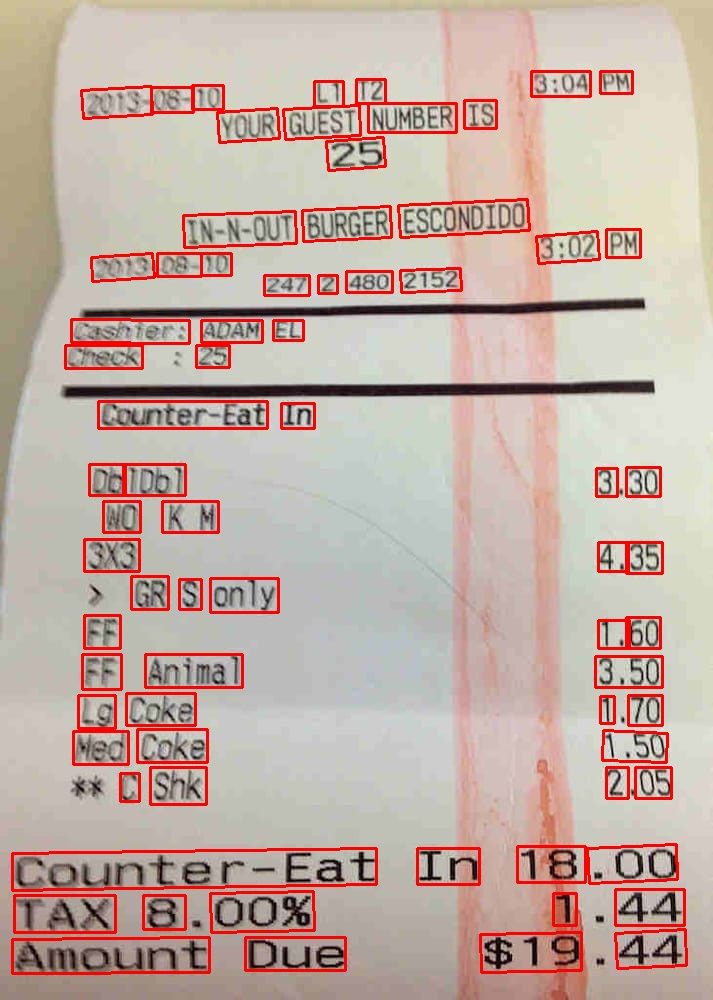 2013-08-10 L1 T2 3:04 PM
YOUR GUEST NUMBER IS
25
IN-N-OUT BURGER ESCONDIDO
2013-08-10 3:02 PM
247 2 480 2152
Cashier: ADAM EL
Check : 25
Counter-Eat In
DblDbl 3.30
WO K M
3X3 4.35
> GR S only
FF 1.60
FF Animal 3.50
Lg Coke 1.70
Med Coke 1.50
** C Shk 2.05
Counter-Eat In 18.00
TAX 8.00% 1.44
Amount Due $19.44